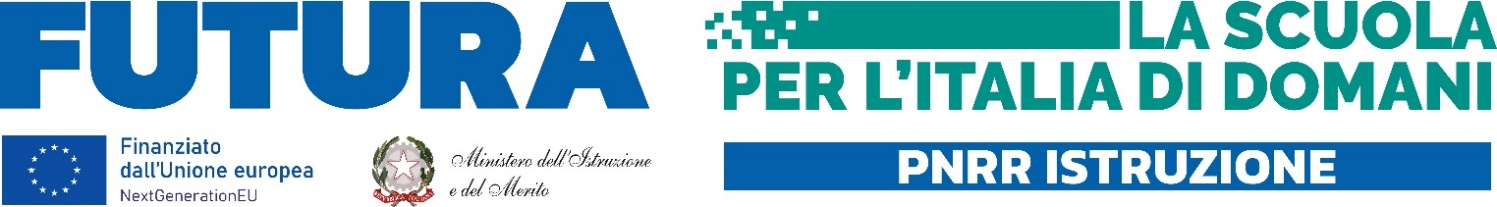 FUTURA
LA SCUOLA
PER L'ITALIA DI DOMANI
Finanziato
dall'Unione europea
NextGenerationEU
Ministero dell'Istruzione
e del Merito
PNRR ISTRUZIONE